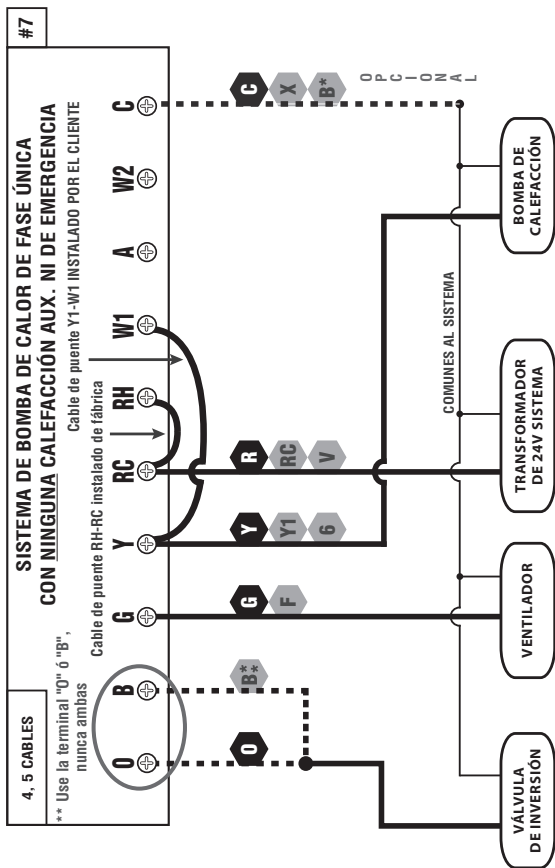 4, 5 CABLES
SISTEMA DE BOMBA DE CALOR DE FASE ÚNICA
CON NINGUNA CALEFACCIÓN AUX. NI DE EMERGENCIA
#7
** Use la terminal "O" ó "B",
nunca ambas
Cable de puente Y1-W1 INSTALADO POR EL CLIENTE
Cable de puente RH-RC instalado de fábrica
O B G Y RC RH W1 A W2 C
O B* G Y R C
F Y1 RC X
6 V B*
OPCIONAL
COMUNES AL SISTEMA
VÁLVULA
DE INVERSIÓN
VENTILADOR
TRANSFORMADOR
DE 24V SISTEMA
BOMBA DE
CALEFACCIÓN